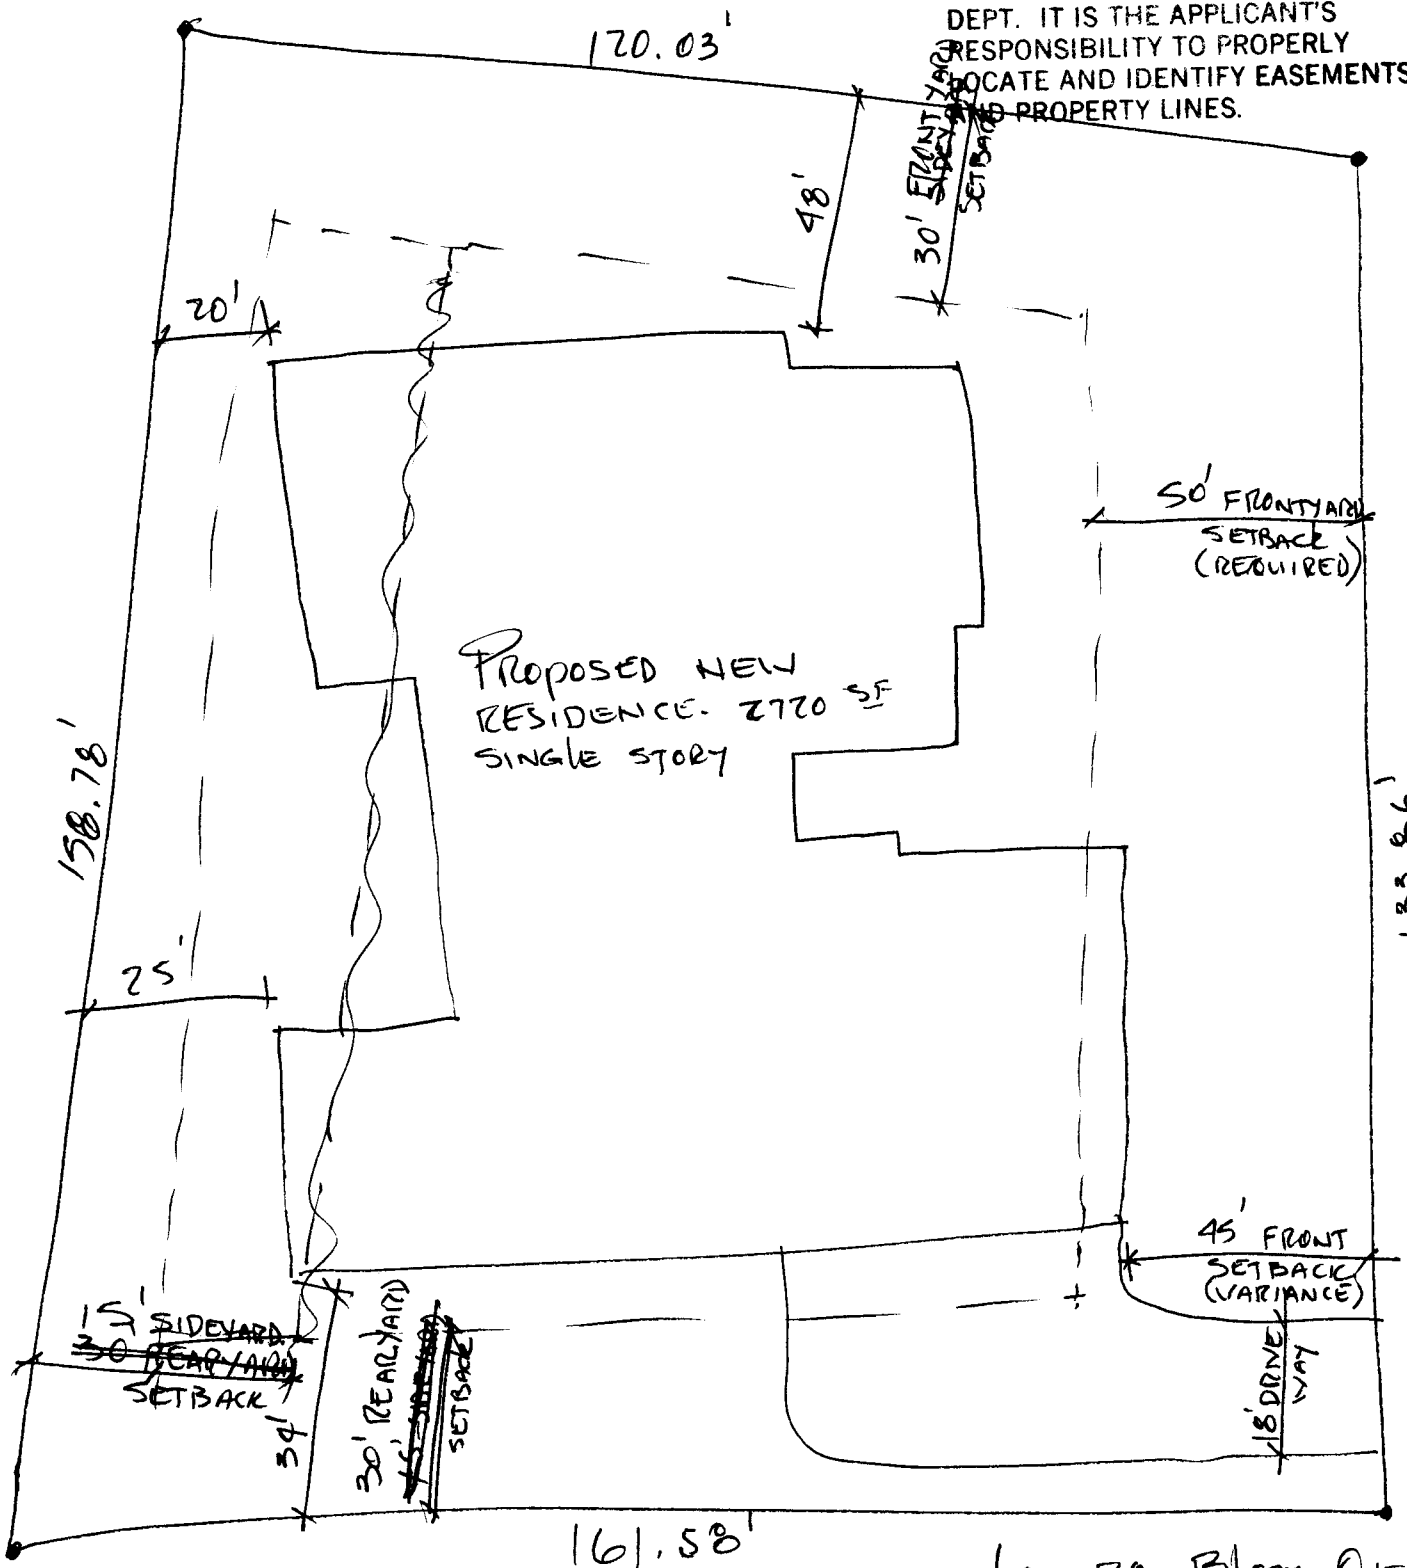 DEPT. IT IS THE APPLICANT'S
RESPONSIBILITY TO PROPERLY
LOCATE AND IDENTIFY EASEMENTS
AND PROPERTY LINES.
120.03'
48'
30' FRONT YARD
SETBACK
20'
50' FRONTYARD
SETBACK
(REQUIRED)
PROPOSED NEW
RESIDENCE. 2720 SF
SINGLE STORY
158.78'
25'
45' FRONT
SETBACK
(VARIANCE)
15' SIDEYARD
30' REARYARD
SETBACK
34'
30' REARYARD
SETBACK
18' DRIVE
WAY
161.58'